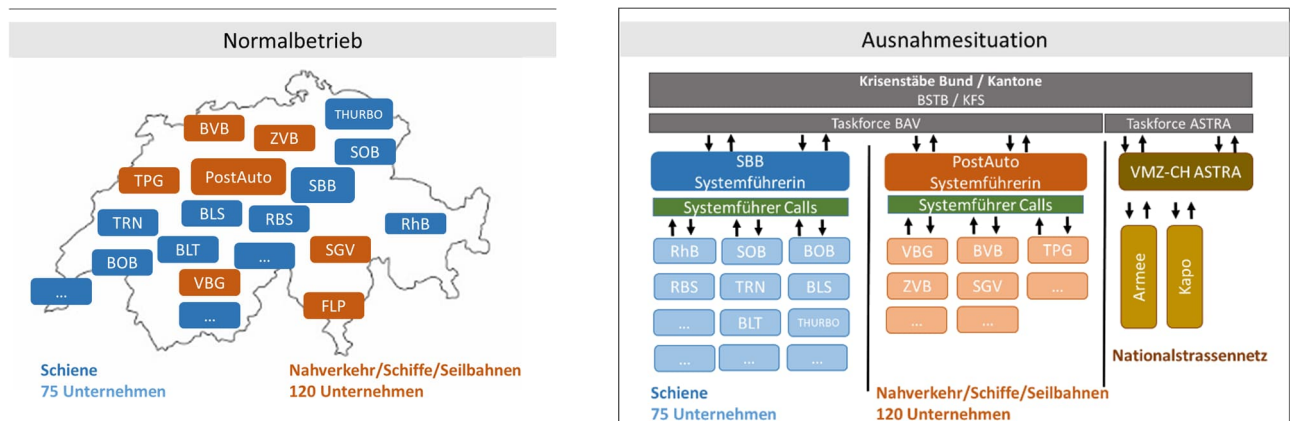 Normalbetrieb
THURBO
BVB
ZVB
SOB
TPG
PostAuto
SBB
TRN
BLS
RBS
RhB
BLT
SGV
BOB
...
VBG
...
FLP
...
Schiene
75 Unternehmen
Nahverkehr/Schiffe/Seilbahnen
120 Unternehmen
Ausnahmesituation
Krisenstäbe Bund / Kantone
BSTB / KFS
Taskforce BAV
Taskforce ASTRA
SBB
Systemführerin
Systemführer Calls
RhB SOB BOB
RBS TRN BLS
... BLT THURBO
... ... ...
Schiene
75 Unternehmen
PostAuto
Systemführerin
Systemführer Calls
VBG BVB TPG
ZVB SGV ...
... ...
Nahverkehr/Schiffe/Seilbahnen
120 Unternehmen
VMZ-CH ASTRA
Armee
Kapo
Nationalstrassennetz